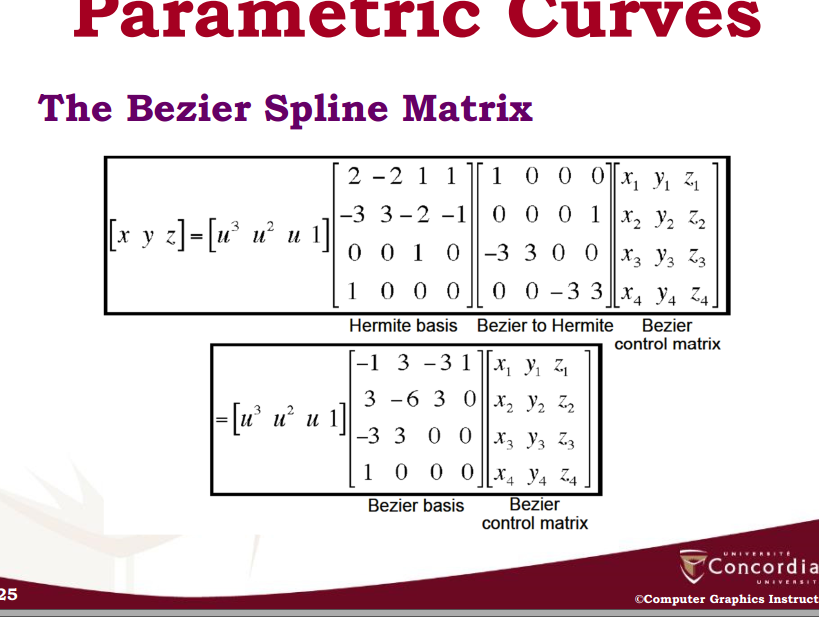 Parametric Curves
The Bezier Spline Matrix
[x y z] = [u³ u² u 1] [2 −2 1 1] [1 0 0 0] [x₁ y₁ z₁]
[−3 3 −2 −1] [0 0 0 1] [x₂ y₂ z₂]
[0 0 1 0] [−3 3 0 0] [x₃ y₃ z₃]
[1 0 0 0] [0 0 −3 3] [x₄ y₄ z₄]
Hermite basis Bezier to Hermite Bezier
control matrix
= [u³ u² u 1] [−1 3 −3 1] [x₁ y₁ z₁]
[3 −6 3 0] [x₂ y₂ z₂]
[−3 3 0 0] [x₃ y₃ z₃]
[1 0 0 0] [x₄ y₄ z₄]
Bezier basis Bezier
control matrix
UNIVERSITÉ
Concordia
UNIVERSIT
25
©Computer Graphics Instruct